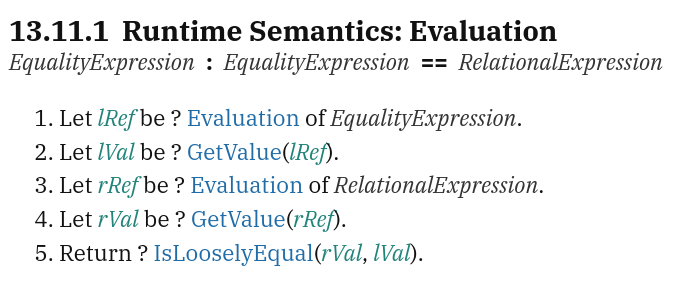 13.11.1 Runtime Semantics: Evaluation
EqualityExpression : EqualityExpression == RelationalExpression
1. Let lRef be ? Evaluation of EqualityExpression.
2. Let lVal be ? GetValue(lRef).
3. Let rRef be ? Evaluation of RelationalExpression.
4. Let rVal be ? GetValue(rRef).
5. Return ? IsLooselyEqual(rVal, lVal).